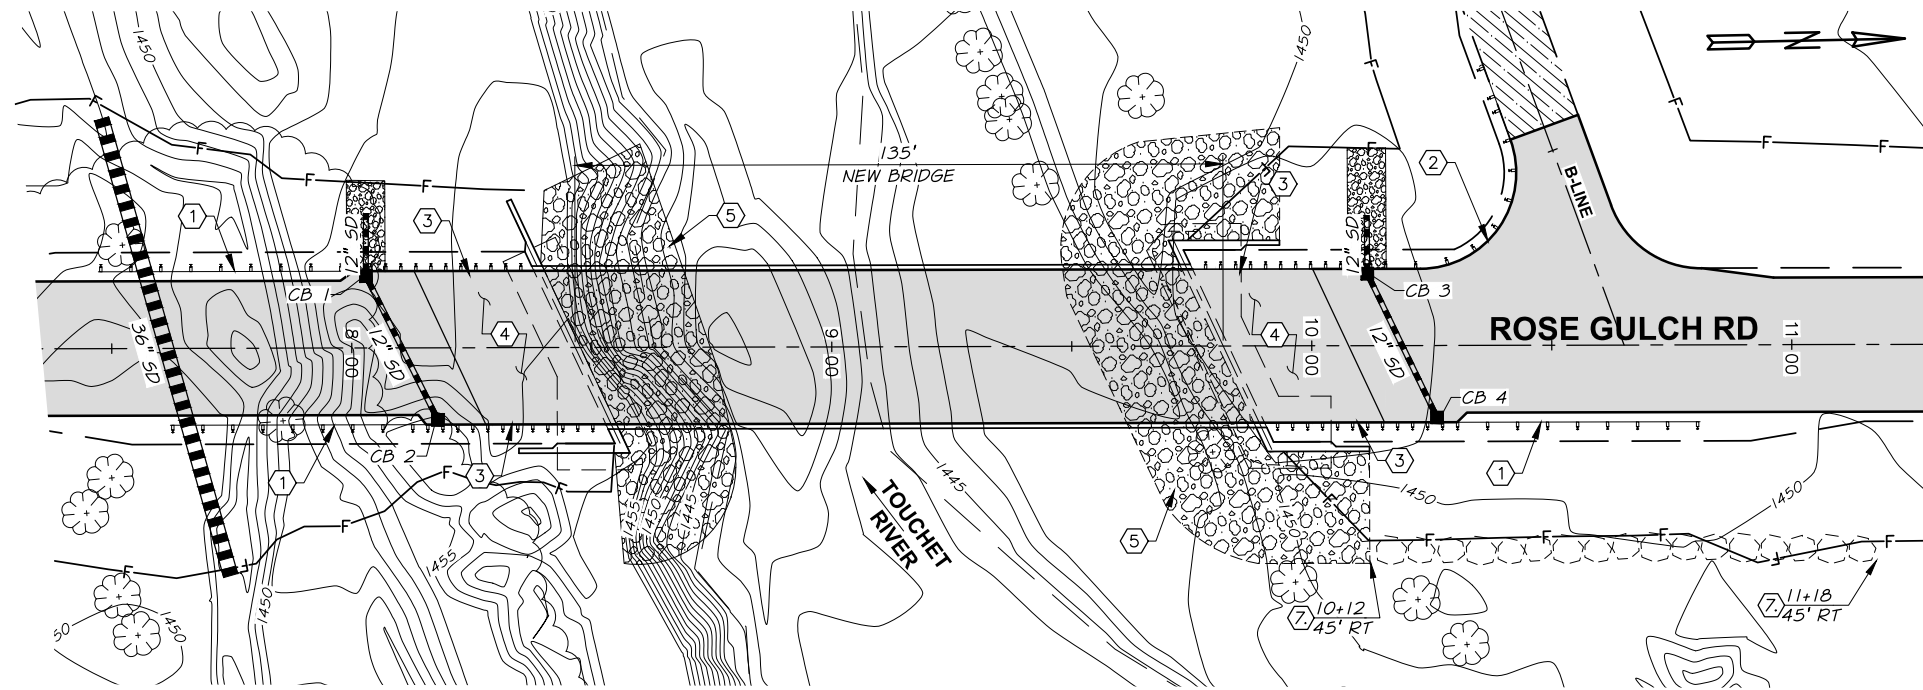 1450
1450
N
F
F
F
F
F
F
F
F
F
135'
NEW BRIDGE
2
3
1
3
5
B-LINE
12" SD
12" SD
CB 1
CB 3
36" SD
8+00
12" SD
4
9+00
4
10+00
12" SD
ROSE GULCH RD
11+00
CB 4
CB 2
1
3
3
1
F
F
1445
1450
1450
TOUCHET
RIVER
1455
1450
1445
1450
5
F
F
F
F
F
F
F
F
F
1455
1450
50
1450
7.
10+12
45' RT
7.
11+18
45' RT